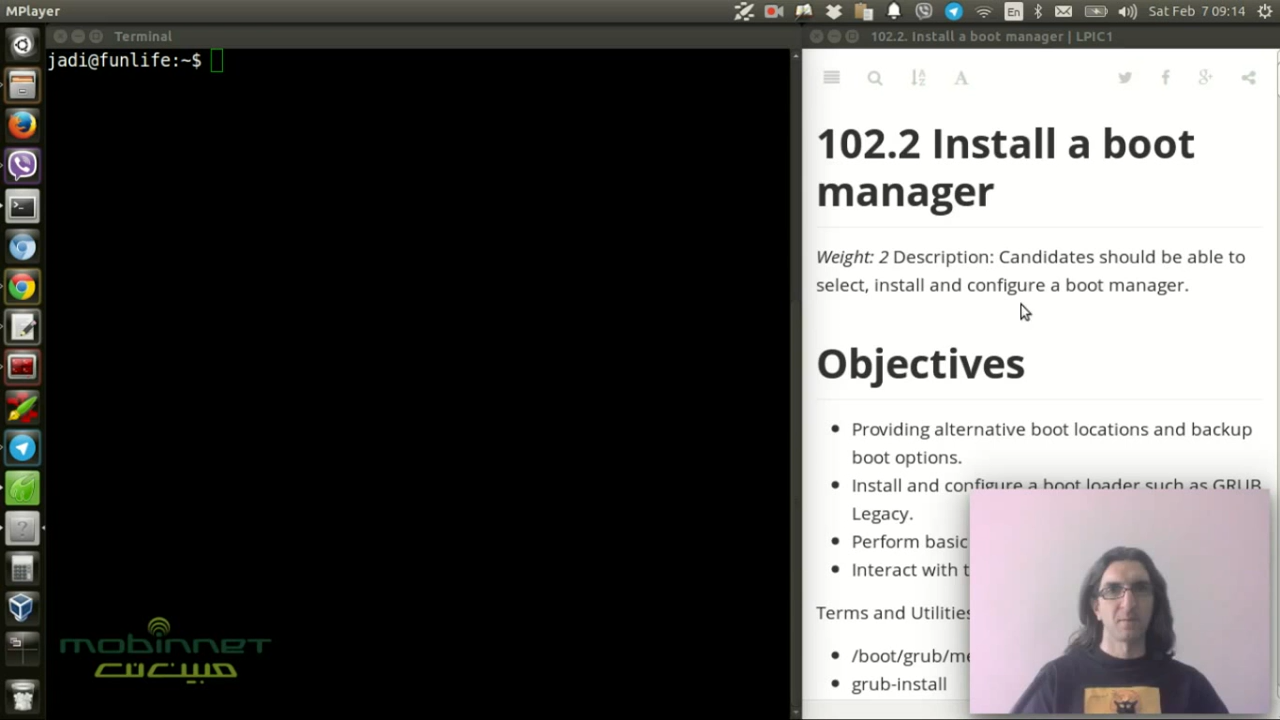 MPlayer
En
Sat Feb 7 09:14
Terminal
jadi@funlife:~$
102.2. Install a boot manager | LPIC1
102.2 Install a boot
manager
Weight: 2 Description: Candidates should be able to
select, install and configure a boot manager.
Objectives
Providing alternative boot locations and backup
boot options.
Install and configure a boot loader such as GRUB
Legacy.
Perform basic
Interact with t
Terms and Utilities
/boot/grub/me
grub-install
mobinnet
مبین نت